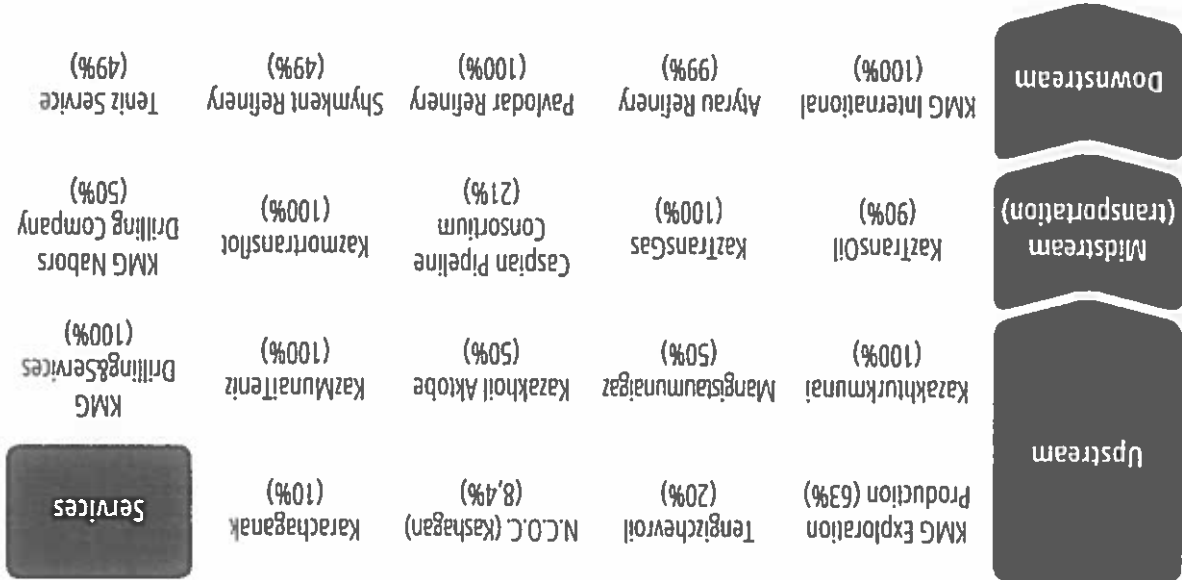 Upstream
KMG Exploration
Production (63%)
Tengizchevroil
(20%)
N.C.O.C. (Kashagan)
(8,4%)
Karachaganak
(10%)
Services
Kazakhturkmunai
(100%)
Mangistaumunaigaz
(50%)
Kazakhoil Aktobe
(50%)
KazMunaiTeniz
(100%)
KMG
Drilling&Services
(100%)
Midstream
(transportation)
KazTransOil
(90%)
KazTransGas
(100%)
Caspian Pipeline
Consortium
(21%)
Kazmortransflot
(100%)
KMG Nabors
Drilling Company
(50%)
Downstream
KMG International
(100%)
Atyrau Refinery
(99%)
Pavlodar Refinery
(100%)
Shymkent Refinery
(49%)
Teniz Service
(49%)